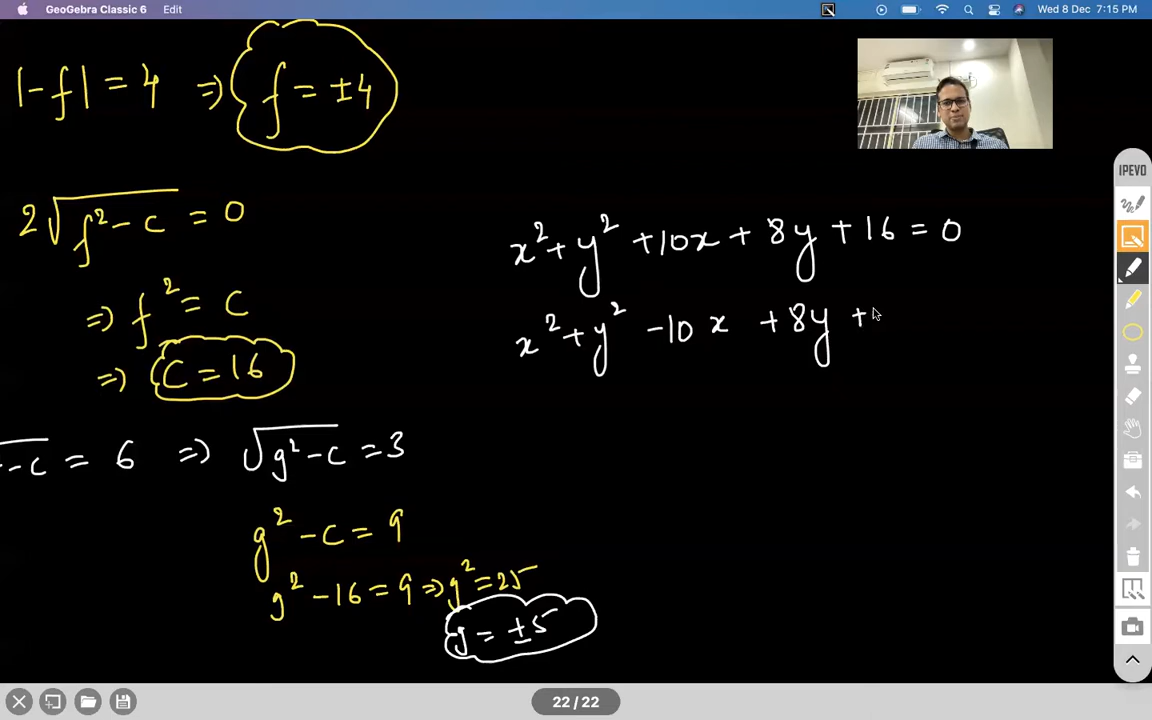 GeoGebra Classic 6 Edit
Wed 8 Dec 7:15 PM
|-f| = 4 ⇒ f = ±4
2√(f² - c) = 0
⇒ f² = c
⇒ c = 16
-c = 6 ⇒ √(g² - c) = 3
g² - c = 9
g² - 16 = 9 ⇒ g² = 25
g = ±5
x² + y² + 10x + 8y + 16 = 0
x² + y² - 10x + 8y +
IPEVO
22 / 22